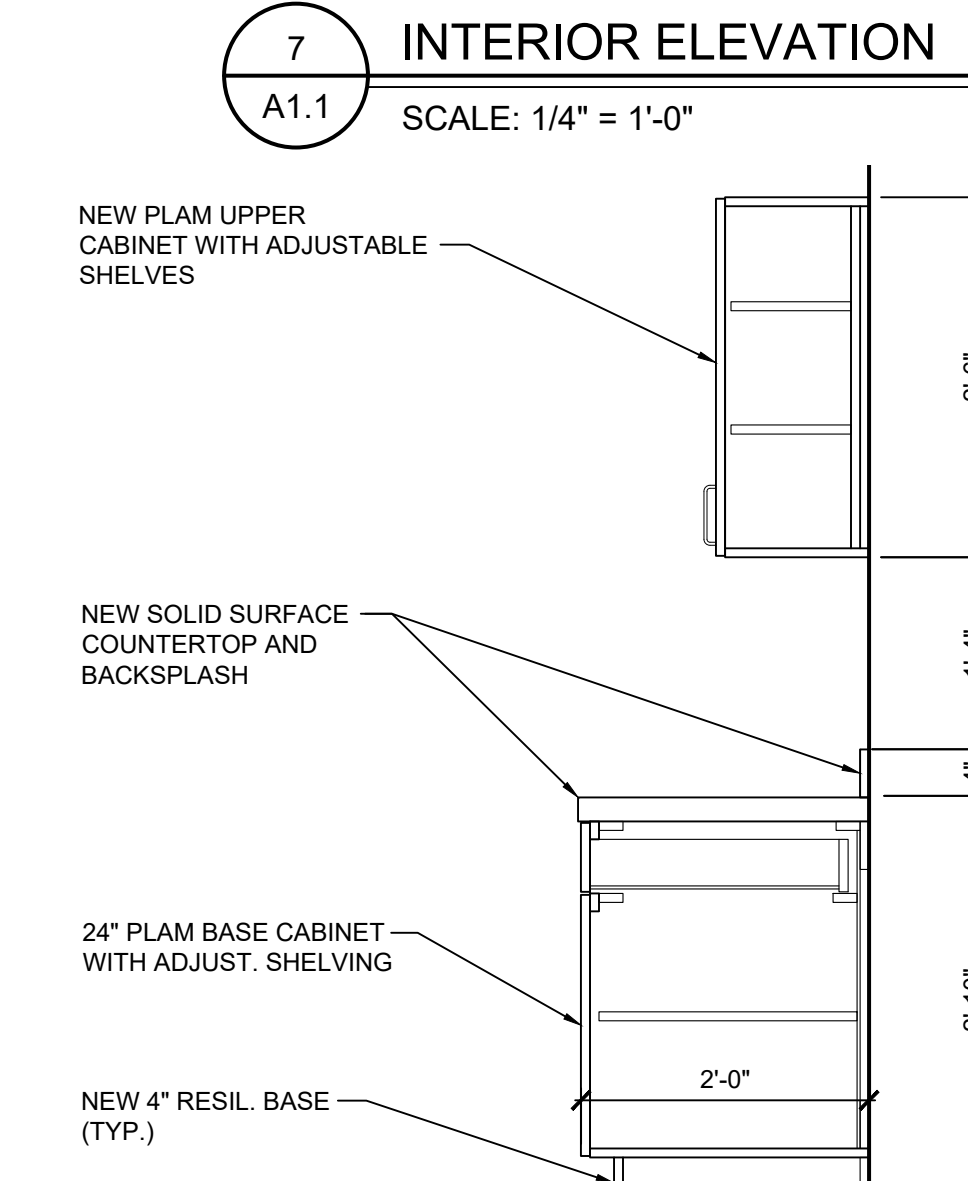 7
INTERIOR ELEVATION
A1.1
SCALE: 1/4" = 1'-0"
NEW PLAM UPPER
CABINET WITH ADJUSTABLE
SHELVES
NEW SOLID SURFACE
COUNTERTOP AND
BACKSPLASH
24" PLAM BASE CABINET
WITH ADJUST. SHELVING
2'-0"
NEW 4" RESIL. BASE
(TYP.)